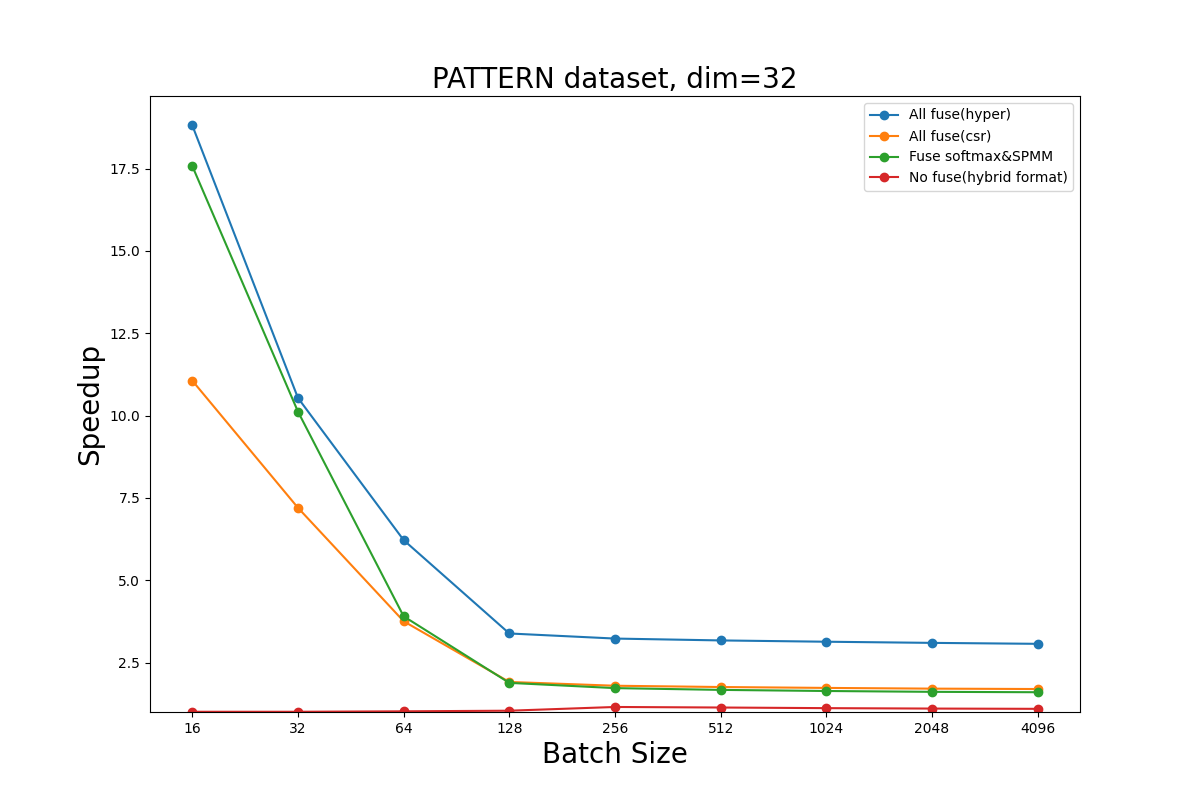 PATTERN dataset, dim=32
All fuse(hyper)
All fuse(csr)
Fuse softmax&SPMM
No fuse(hybrid format)
17.5
15.0
12.5
10.0
7.5
5.0
2.5
Speedup
16 32 64 128 256 512 1024 2048 4096
Batch Size